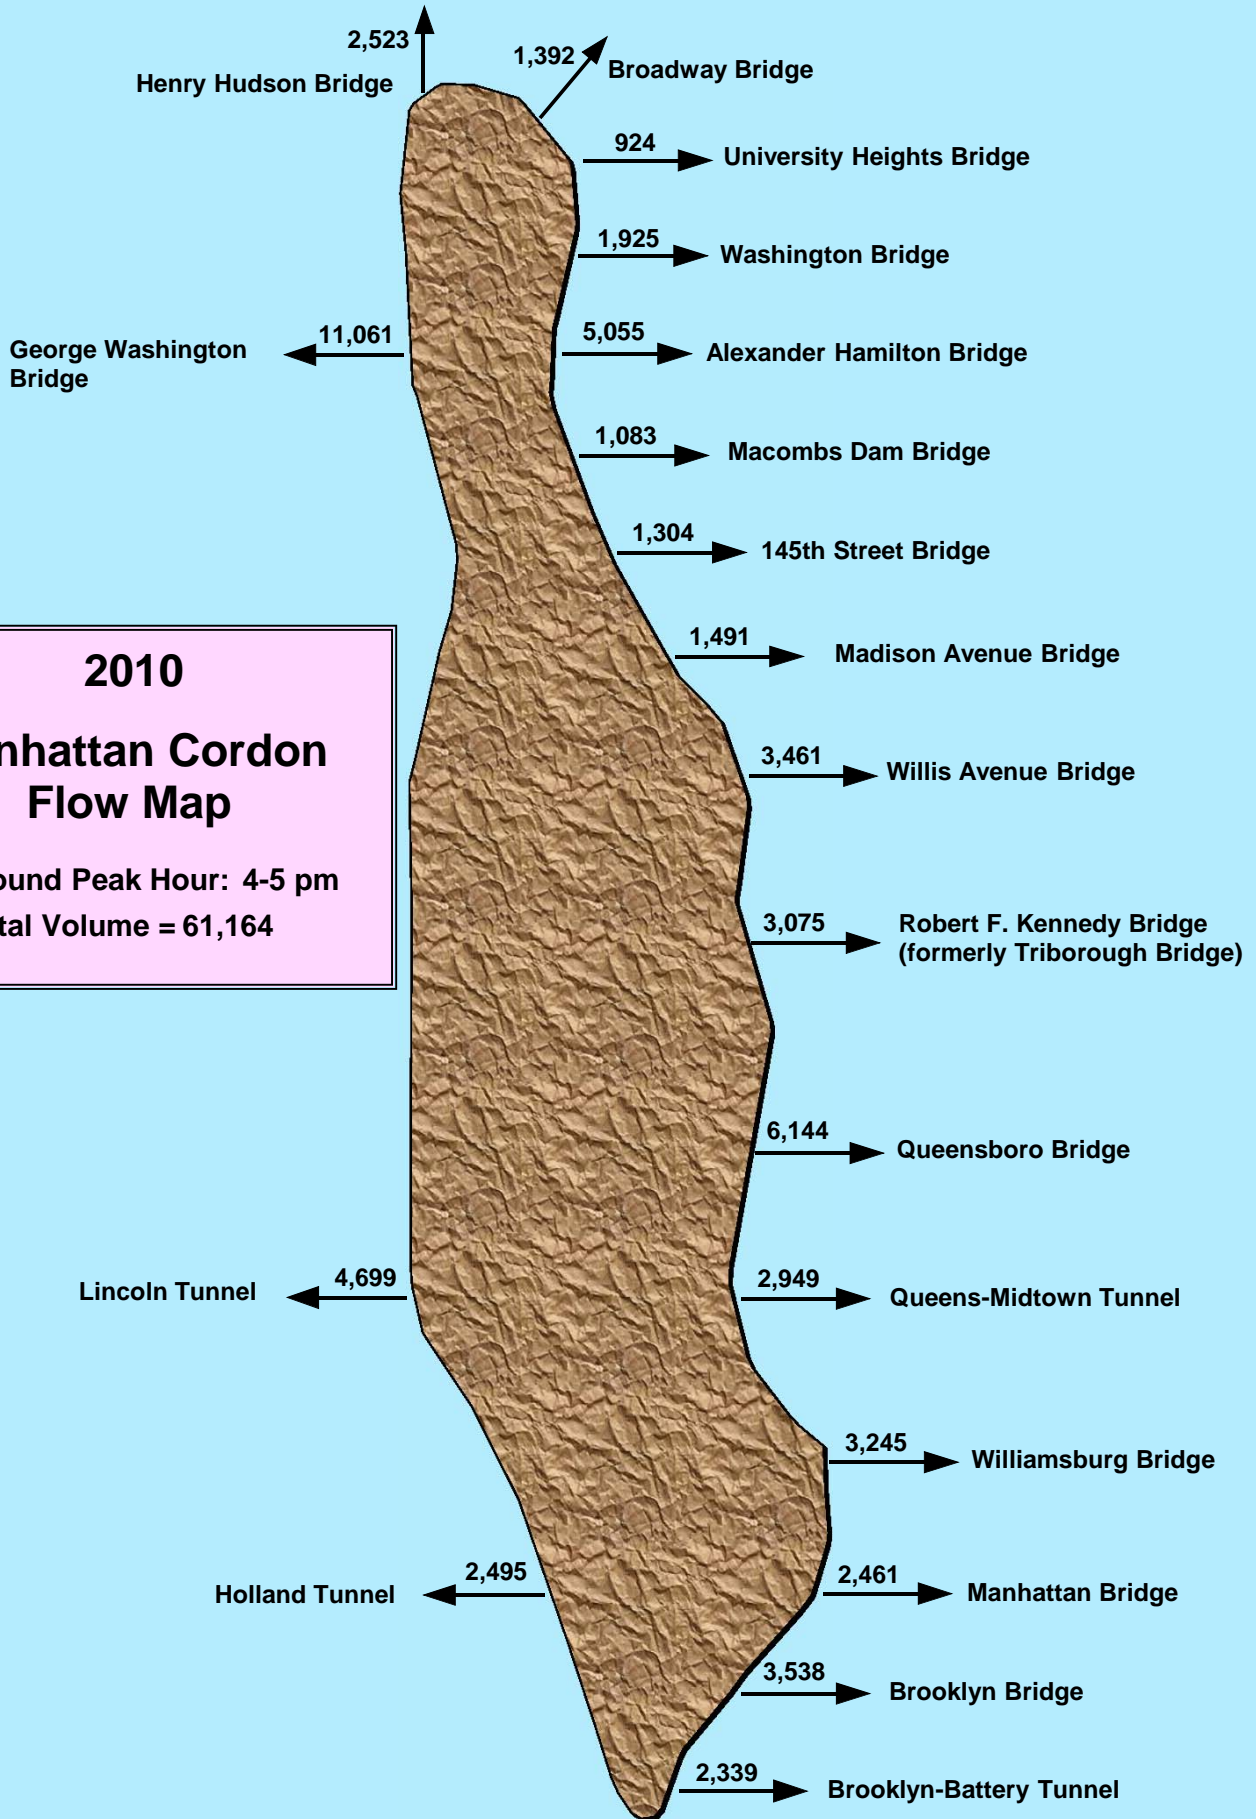 2,523
Henry Hudson Bridge
1,392
Broadway Bridge
924
University Heights Bridge
1,925
Washington Bridge
11,061
George Washington
Bridge
5,055
Alexander Hamilton Bridge
1,083
Macombs Dam Bridge
1,304
145th Street Bridge
1,491
Madison Avenue Bridge
2010
nhattan Cordon
Flow Map
ound Peak Hour: 4-5 pm
tal Volume = 61,164
3,461
Willis Avenue Bridge
3,075
Robert F. Kennedy Bridge
(formerly Triborough Bridge)
6,144
Queensboro Bridge
4,699
Lincoln Tunnel
2,949
Queens-Midtown Tunnel
3,245
Williamsburg Bridge
2,495
Holland Tunnel
2,461
Manhattan Bridge
3,538
Brooklyn Bridge
2,339
Brooklyn-Battery Tunnel